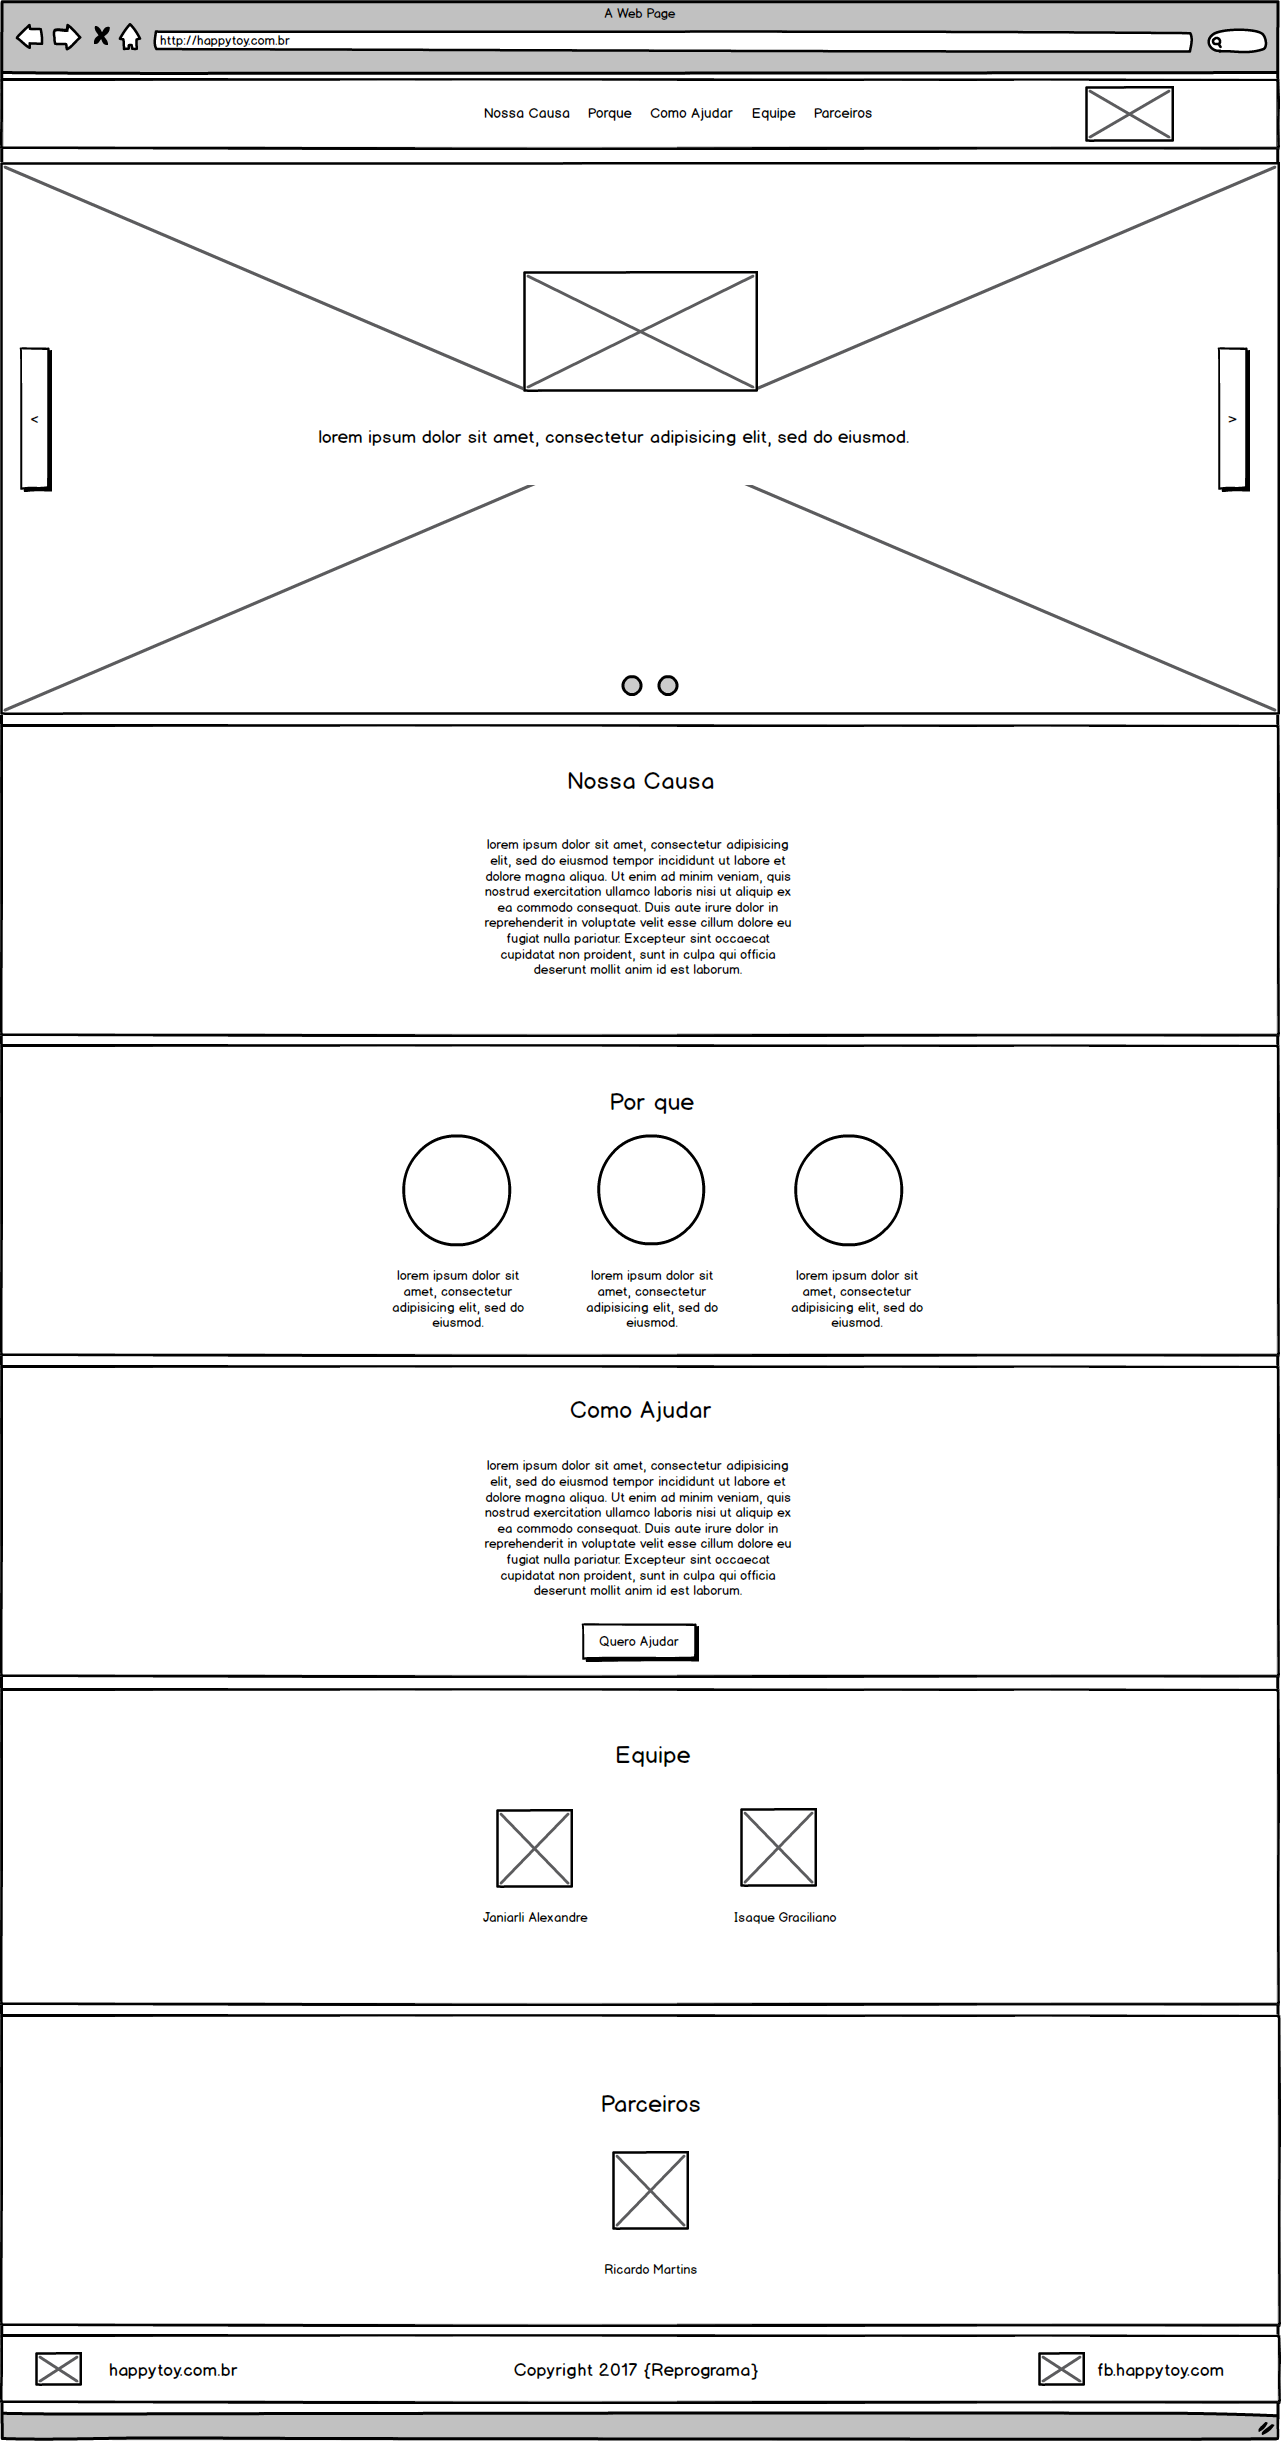 A Web Page
http://happytoy.com.br
Nossa Causa Porque Como Ajudar Equipe Parceiros
<
lorem ipsum dolor sit amet, consectetur adipisicing elit, sed do eiusmod.
>
Nossa Causa
lorem ipsum dolor sit amet, consectetur adipisicing
elit, sed do eiusmod tempor incididunt ut labore et
dolore magna aliqua. Ut enim ad minim veniam, quis
nostrud exercitation ullamco laboris nisi ut aliquip ex
ea commodo consequat. Duis aute irure dolor in
reprehenderit in voluptate velit esse cillum dolore eu
fugiat nulla pariatur. Excepteur sint occaecat
cupidatat non proident, sunt in culpa qui officia
deserunt mollit anim id est laborum.
Por que
lorem ipsum dolor sit
amet, consectetur
adipisicing elit, sed do
eiusmod.
lorem ipsum dolor sit
amet, consectetur
adipisicing elit, sed do
eiusmod.
lorem ipsum dolor sit
amet, consectetur
adipisicing elit, sed do
eiusmod.
Como Ajudar
lorem ipsum dolor sit amet, consectetur adipisicing
elit, sed do eiusmod tempor incididunt ut labore et
dolore magna aliqua. Ut enim ad minim veniam, quis
nostrud exercitation ullamco laboris nisi ut aliquip ex
ea commodo consequat. Duis aute irure dolor in
reprehenderit in voluptate velit esse cillum dolore eu
fugiat nulla pariatur. Excepteur sint occaecat
cupidatat non proident, sunt in culpa qui officia
deserunt mollit anim id est laborum.
Quero Ajudar
Equipe
Janiarli Alexandre
Isaque Graciliano
Parceiros
Ricardo Martins
happytoy.com.br
Copyright 2017 {Reprograma}
fb.happytoy.com